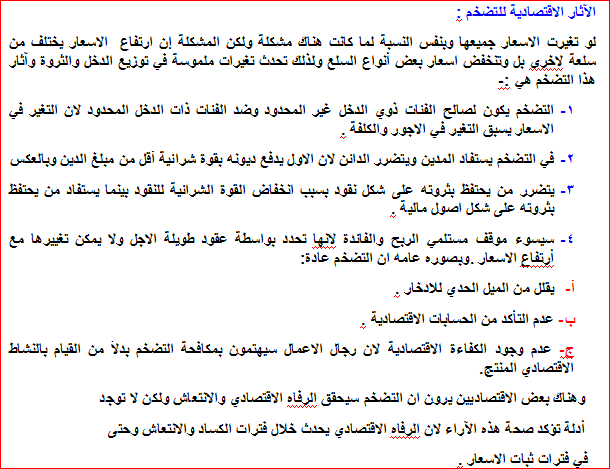 الآثار الاقتصادية للتضخم :
لو تغيرت الاسعار جميعها وبنفس النسبة لما كانت هناك مشكلة ولكن المشكلة إن ارتفاع الاسعار يختلف من
سلعة لاخرى بل وتنخفض اسعار بعض أنواع السلع ولذلك تحدث تغيرات ملموسة في توزيع الدخل والثروة وآثار
هذا التضخم هي :-
١- التضخم يكون لصالح الفئات ذوي الدخل غير المحدود وضد الفئات ذات الدخل المحدود لان التغير في
الاسعار يسبق التغير في الاجور والكلفة .
٢- في التضخم يستفاد المدين ويتضرر الدائن لان الاول يدفع ديونه بقوة شرائية أقل من مبلغ الدين وبالعكس
٣- يتضرر من يحتفظ بثروته على شكل نقود بسبب انخفاض القوة الشرائية للنقود بينما يستفاد من يحتفظ
بثروته على شكل اصول مالية .
٤- سيسوء موقف مستلمي الريح والفائدة لانها تحدد بواسطة عقود طويلة الاجل ولا يمكن تغييرها مع
أرتفاع الاسعار .وبصوره عامه ان التضخم عادة:
أ- يقلل من الميل الحدي للادخار .
ب- عدم التأكد من الحسابات الاقتصادية .
ج- عدم وجود الكفاءة الاقتصادية لان رجال الاعمال سيهتمون بمكافحة التضخم بدلاً من القيام بالنشاط
الاقتصادي المنتج.
وهناك بعض الاقتصاديين يرون ان التضخم سيحقق الرفاه الاقتصادي والانتعاش ولكن لا توجد
أدلة تؤكد صحة هذه الآراء لان الرفاه الاقتصادي يحدث خلال فترات الكساد والانتعاش وحتى
في فترات ثبات الاسعار .